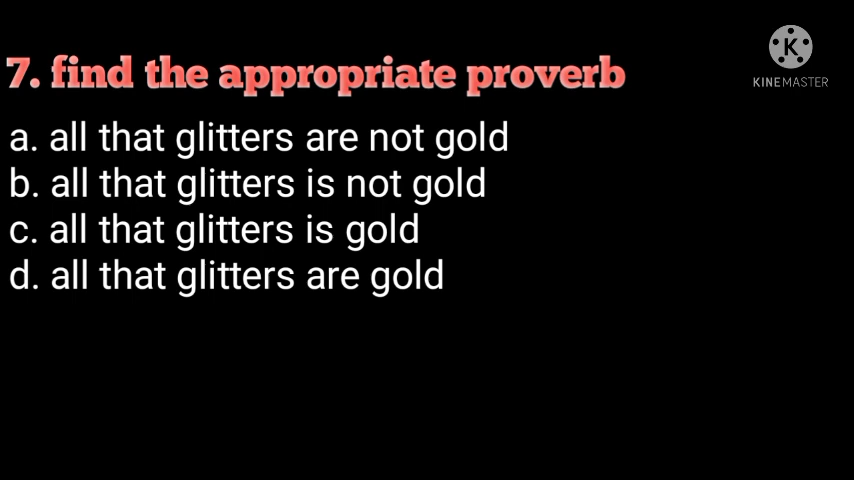 7. find the appropriate proverb
K
KINEMASTER
a. all that glitters are not gold
b. all that glitters is not gold
c. all that glitters is gold
d. all that glitters are gold